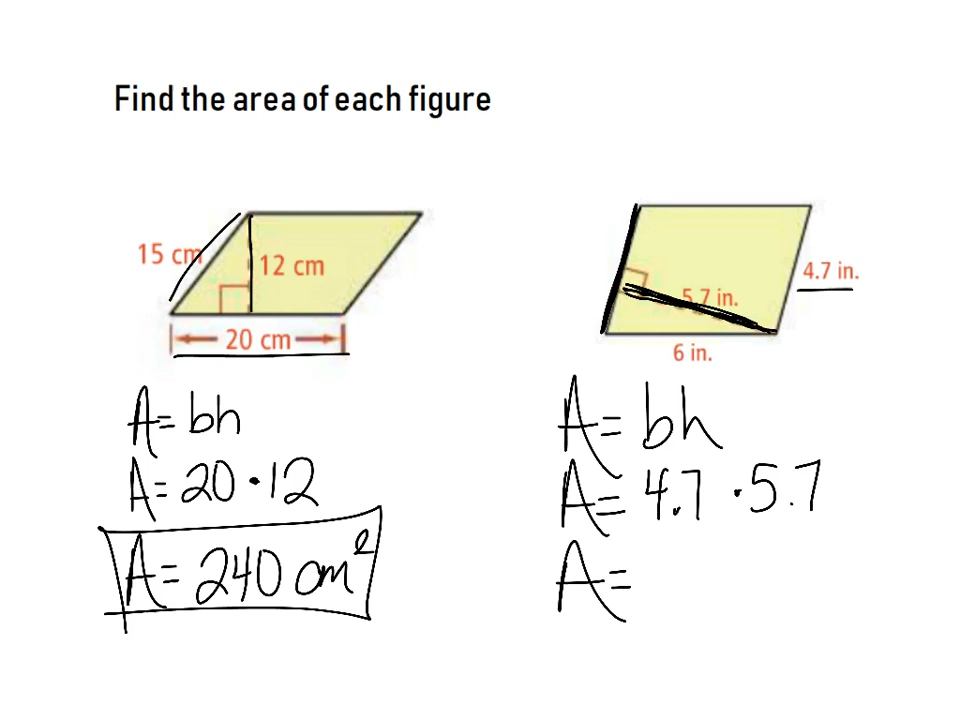 Find the area of each figure
15 cm
12 cm
20 cm
A= bh
A= 20 · 12
A= 240 cm²
5.7 in.
4.7 in.
6 in.
A= bh
A= 4.7 · 5.7
A=